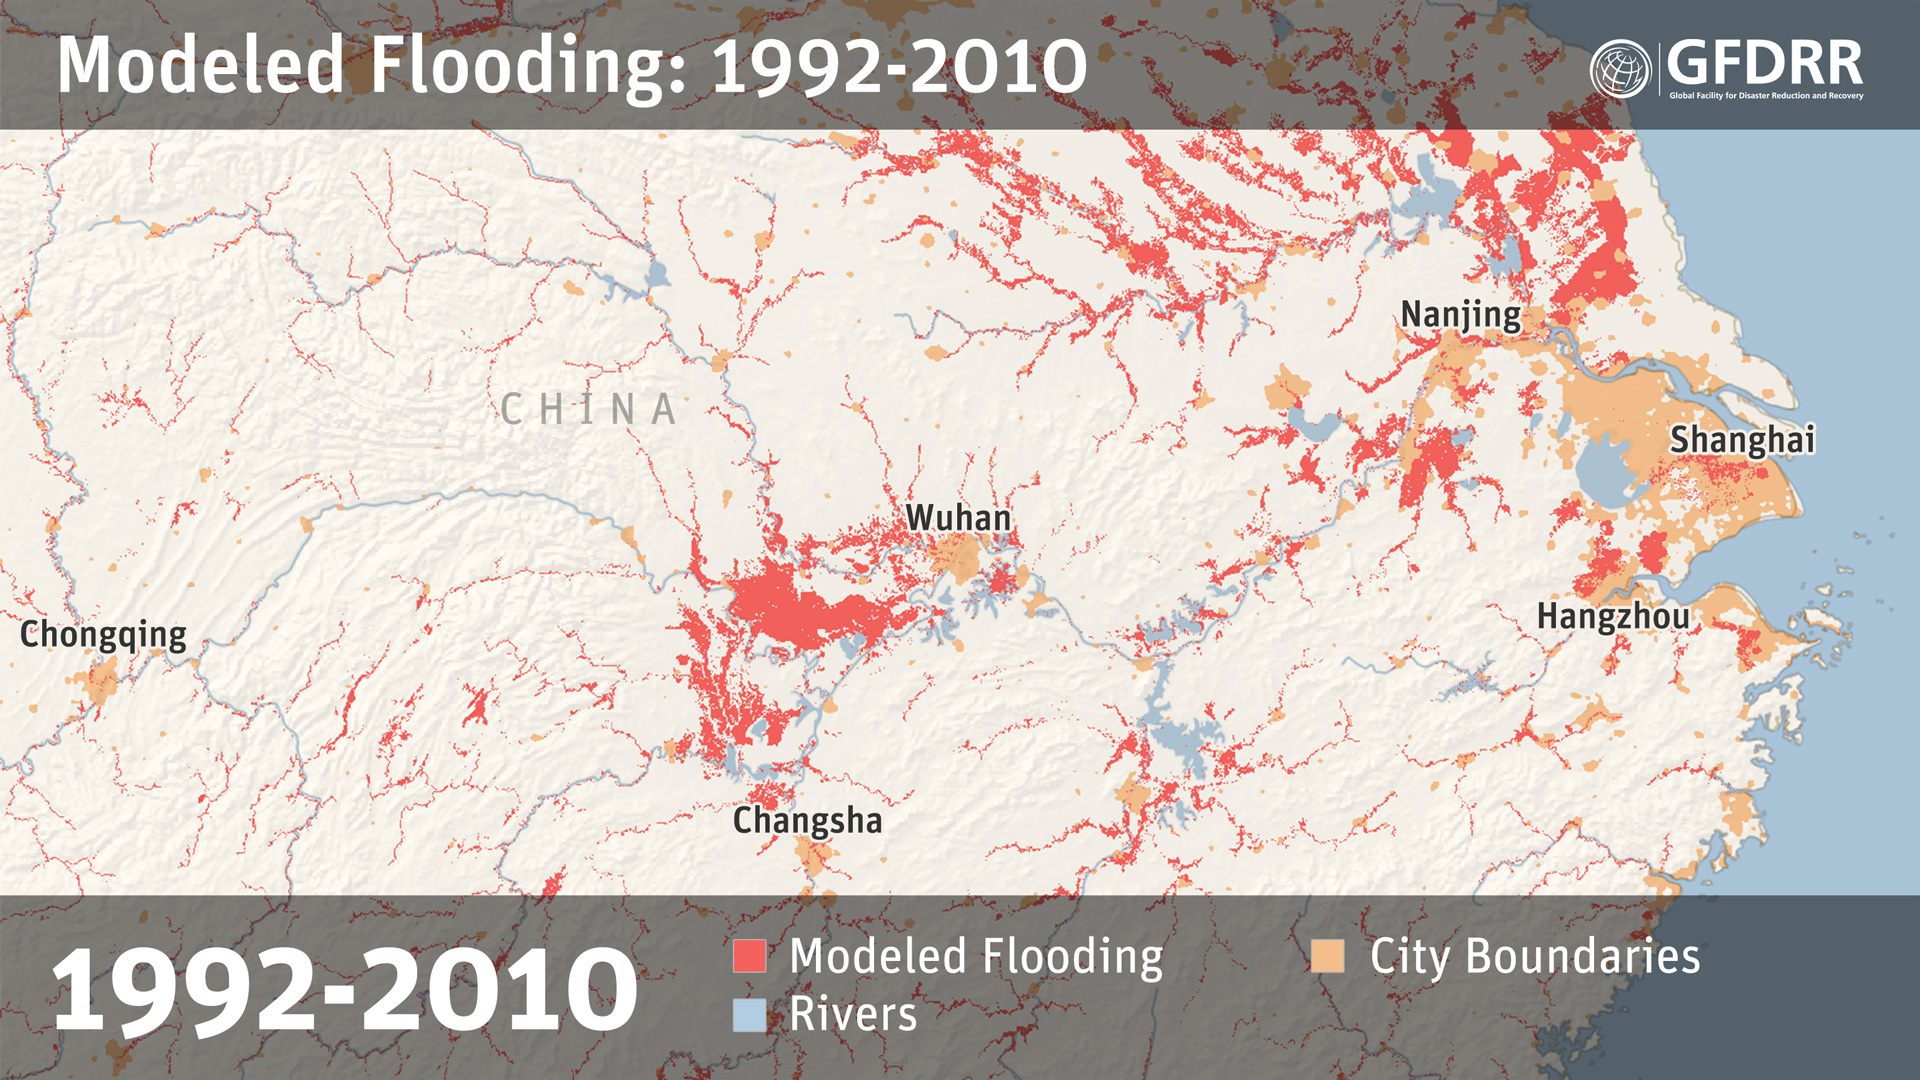 Modeled Flooding: 1992-2010
GFDRR
Global Facility for Disaster Reduction and Recovery
Nanjing
CHINA
Shanghai
Wuhan
Hangzhou
Chongqing
Changsha
1992-2010
Modeled Flooding
City Boundaries
Rivers